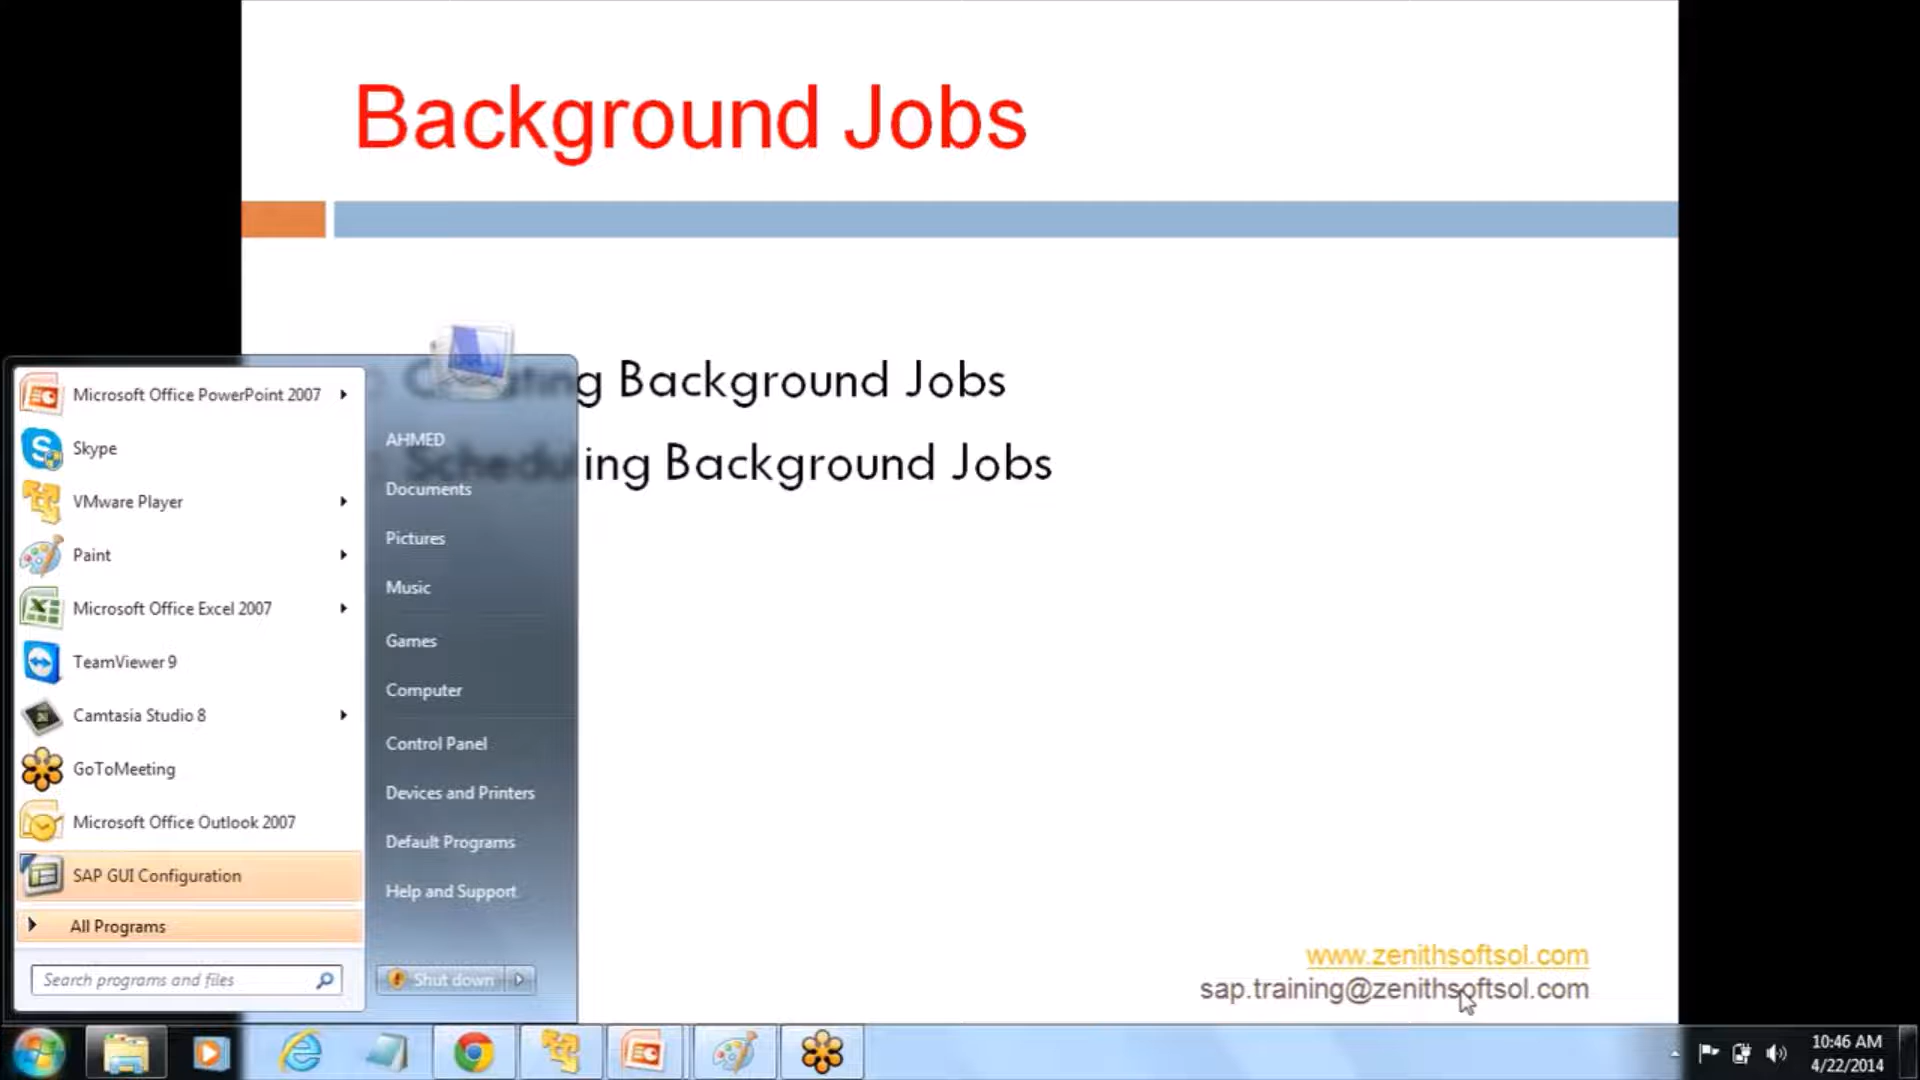 Background Jobs
Creating Background Jobs
Scheduling Background Jobs
Microsoft Office PowerPoint 2007
Skype
VMware Player
Paint
Microsoft Office Excel 2007
TeamViewer 9
Camtasia Studio 8
GoToMeeting
Microsoft Office Outlook 2007
SAP GUI Configuration
All Programs
Search programs and files
AHMED
Documents
Pictures
Music
Games
Computer
Control Panel
Devices and Printers
Default Programs
Help and Support
Shut down
www.zenithsoftsol.com
sap.training@zenithsoftsol.com
10:46 AM
4/22/2014